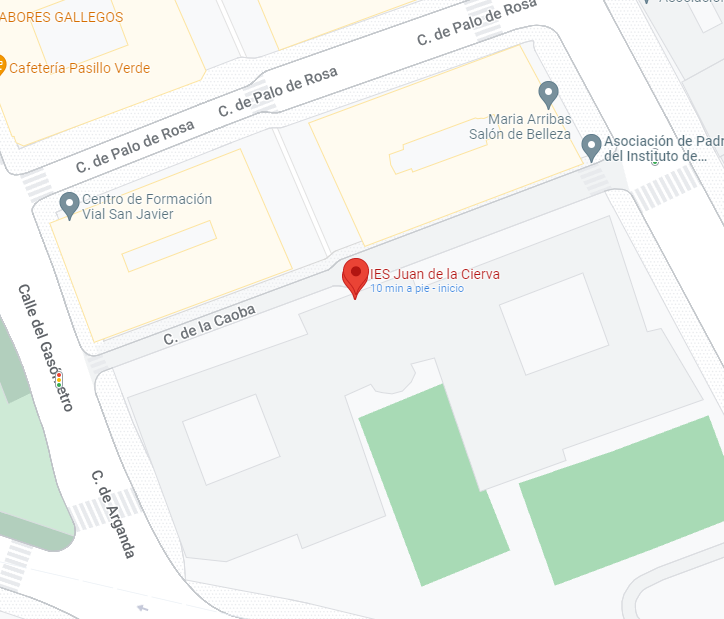 ABORES GALLEGOS
C. de Palo de Rosa
Cafetería Pasillo Verde
C. de Palo de Rosa
C. de Palo de Rosa
Maria Arribas
Salón de Belleza
Asociación de Padr
del Instituto de...
Centro de Formación
Vial San Javier
IES Juan de la Cierva
10 min a pie - inicio
C. de la Caoba
Calle del Gasómetro
C. de Arganda